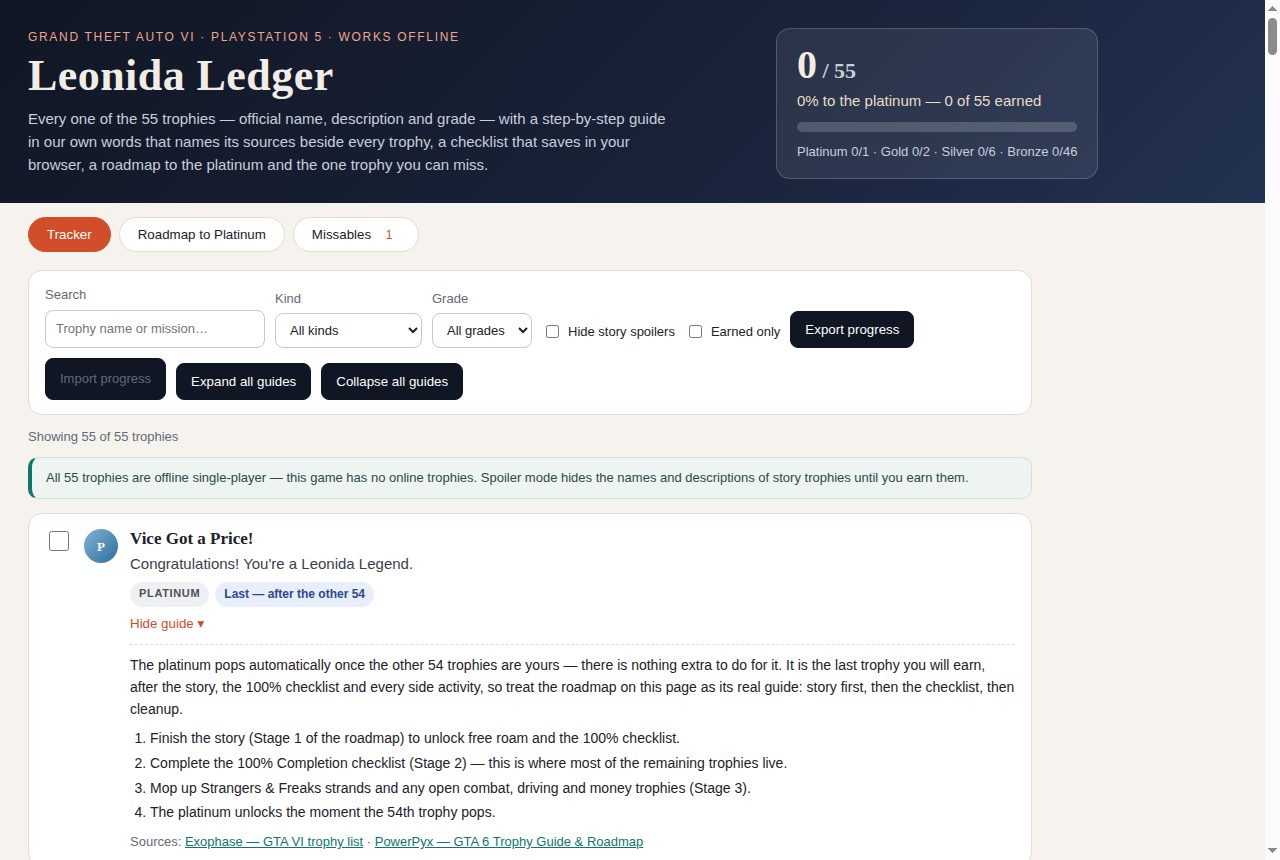 GRAND THEFT AUTO VI · PLAYSTATION 5 · WORKS OFFLINE
Leonida Ledger
Every one of the 55 trophies — official name, description and grade — with a step-by-step guide
in our own words that names its sources beside every trophy, a checklist that saves in your
browser, a roadmap to the platinum and the one trophy you can miss.
0 / 55
0% to the platinum — 0 of 55 earned
Platinum 0/1 · Gold 0/2 · Silver 0/6 · Bronze 0/46
Tracker
Roadmap to Platinum
Missables 1
Search
Kind
Grade
Trophy name or mission…
All kinds
All grades
Hide story spoilers
Earned only
Export progress
Import progress
Expand all guides
Collapse all guides
Showing 55 of 55 trophies
All 55 trophies are offline single-player — this game has no online trophies. Spoiler mode hides the names and descriptions of story trophies until you earn them.
P
Vice Got a Price!
Congratulations! You're a Leonida Legend.
PLATINUM
Last — after the other 54
Hide guide ▾
The platinum pops automatically once the other 54 trophies are yours — there is nothing extra to do for it. It is the last trophy you will earn,
after the story, the 100% checklist and every side activity, so treat the roadmap on this page as its real guide: story first, then the checklist, then
cleanup.
1. Finish the story (Stage 1 of the roadmap) to unlock free roam and the 100% checklist.
2. Complete the 100% Completion checklist (Stage 2) — this is where most of the remaining trophies live.
3. Mop up Strangers & Freaks strands and any open combat, driving and money trophies (Stage 3).
4. The platinum unlocks the moment the 54th trophy pops.
Sources: Exophase — GTA VI trophy list · PowerPyx — GTA 6 Trophy Guide & Roadmap